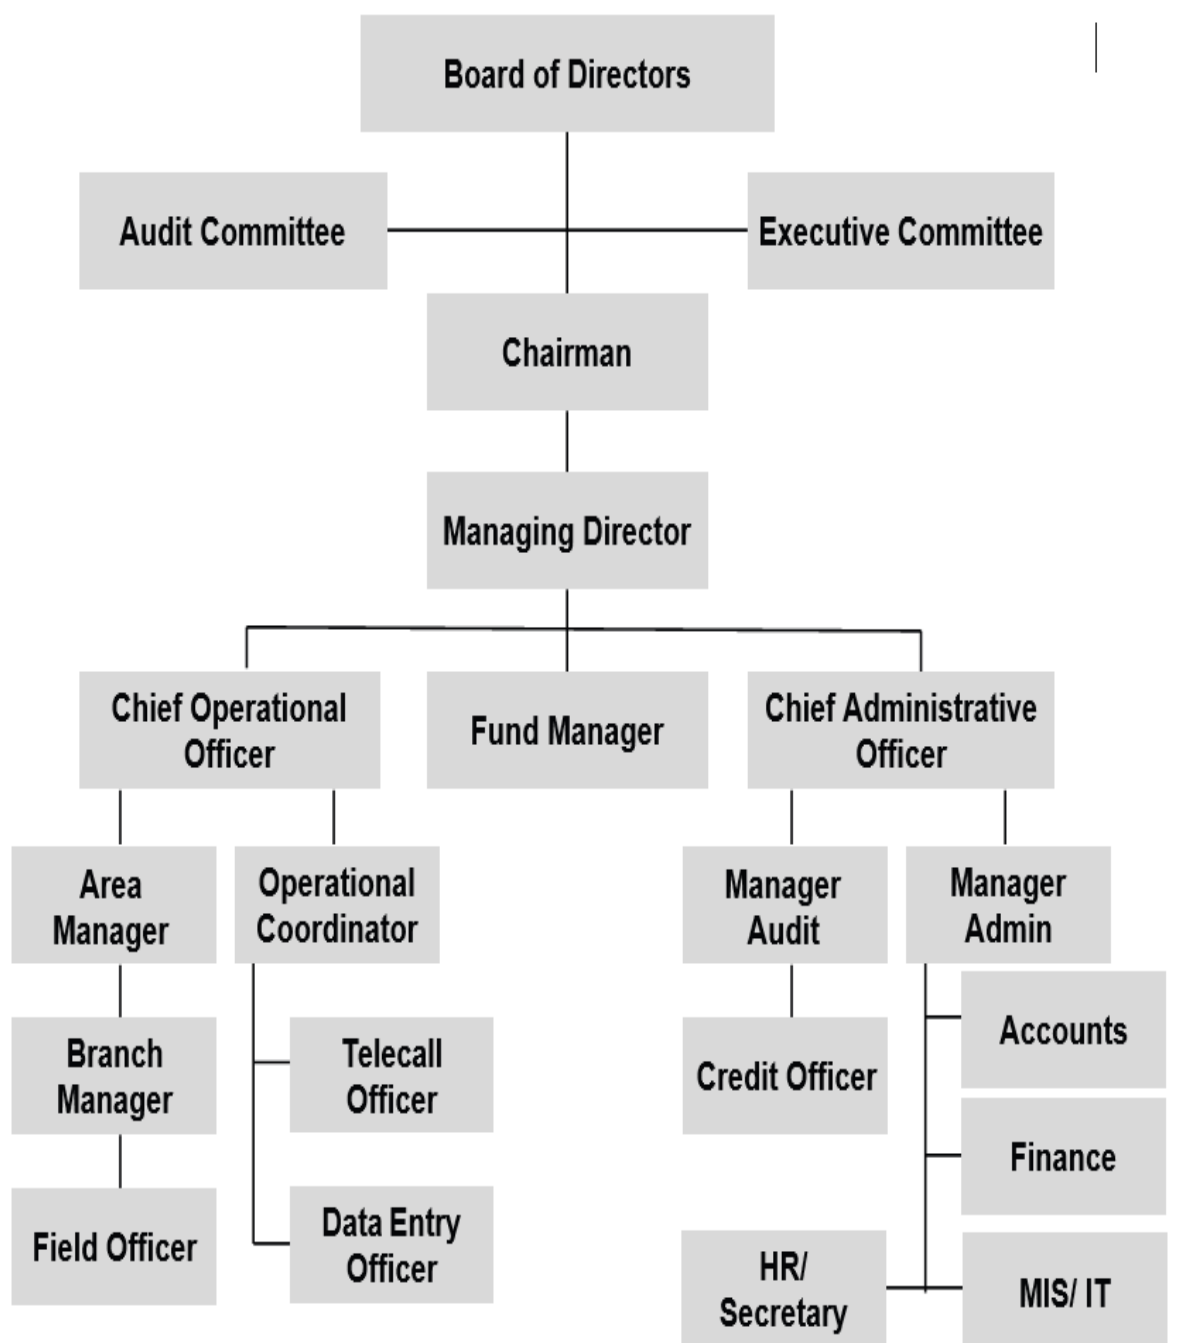 Board of Directors
Audit Committee
Executive Committee
Chairman
Managing Director
Chief Operational
Officer
Fund Manager
Chief Administrative
Officer
Area
Manager
Operational
Coordinator
Manager
Audit
Manager
Admin
Branch
Manager
Telecall
Officer
Credit Officer
Accounts
Finance
Field Officer
Data Entry
Officer
HR/
Secretary
MIS/ IT